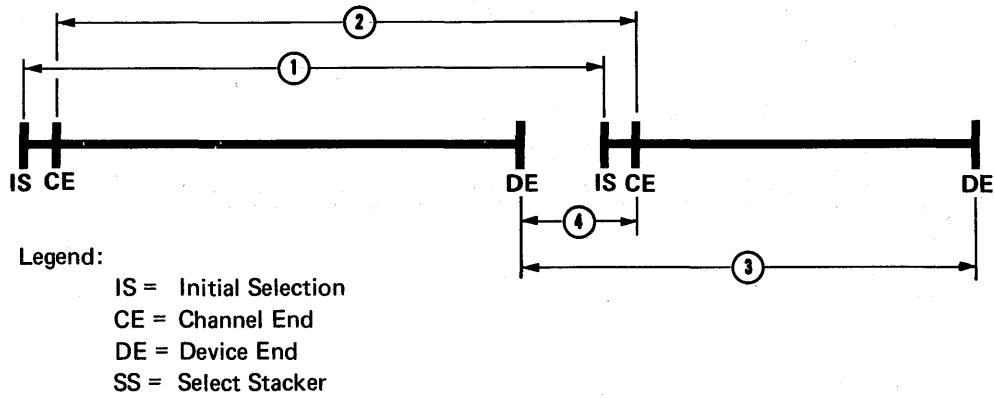 2
1
IS CE DE IS CE DE
4
3
Legend:
IS = Initial Selection
CE = Channel End
DE = Device End
SS = Select Stacker